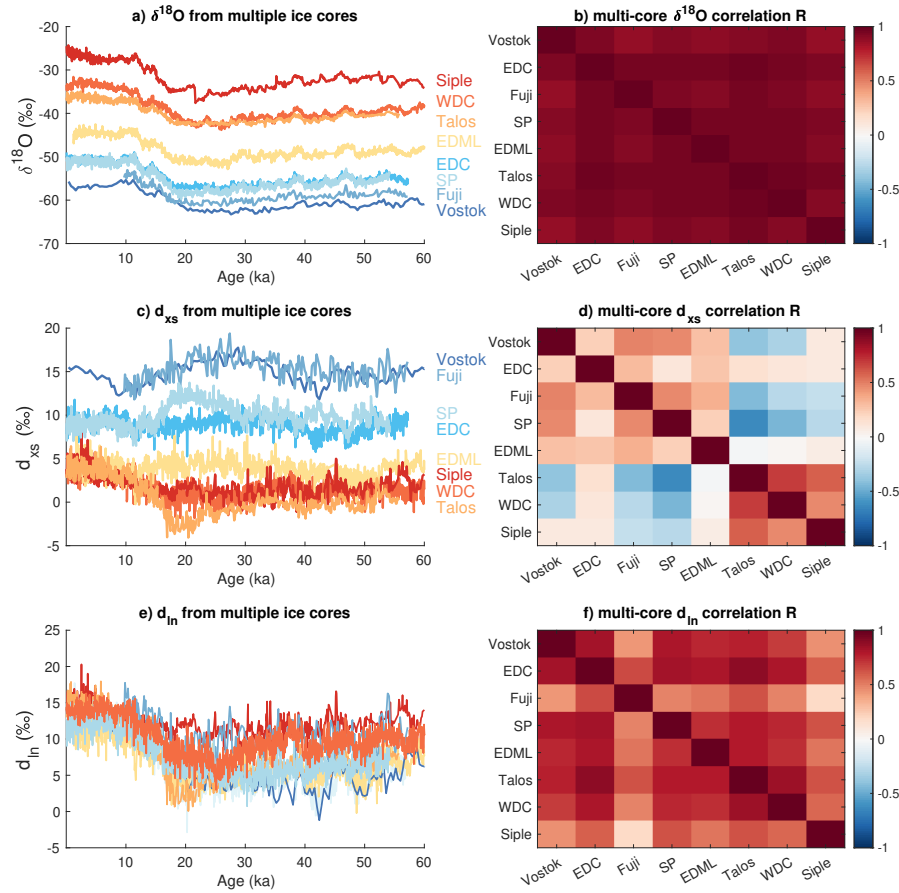 a) δ¹⁸O from multiple ice cores
-20
-30
-40
-50
-60
-70
δ¹⁸O (‰)
10 20 30 40 50 60
Age (ka)
Siple
WDC
Talos
EDML
EDC
SP
Fuji
Vostok
b) multi-core δ¹⁸O correlation R
Vostok
EDC
Fuji
SP
EDML
Talos
WDC
Siple
Vostok EDC Fuji SP EDML Talos WDC Siple
1
0.5
0
-0.5
-1
c) d_xs from multiple ice cores
20
15
10
5
0
-5
d_xs (‰)
0 10 20 30 40 50 60
Age (ka)
Vostok
Fuji
SP
EDC
EDML
Siple
WDC
Talos
d) multi-core d_xs correlation R
Vostok
EDC
Fuji
SP
EDML
Talos
WDC
Siple
Vostok EDC Fuji SP EDML Talos WDC Siple
1
0.5
0
-0.5
-1
e) d_ln from multiple ice cores
25
20
15
10
5
0
-5
d_ln (‰)
0 10 20 30 40 50 60
Age (ka)
f) multi-core d_ln correlation R
Vostok
EDC
Fuji
SP
EDML
Talos
WDC
Siple
Vostok EDC Fuji SP EDML Talos WDC Siple
1
0.5
0
-0.5
-1